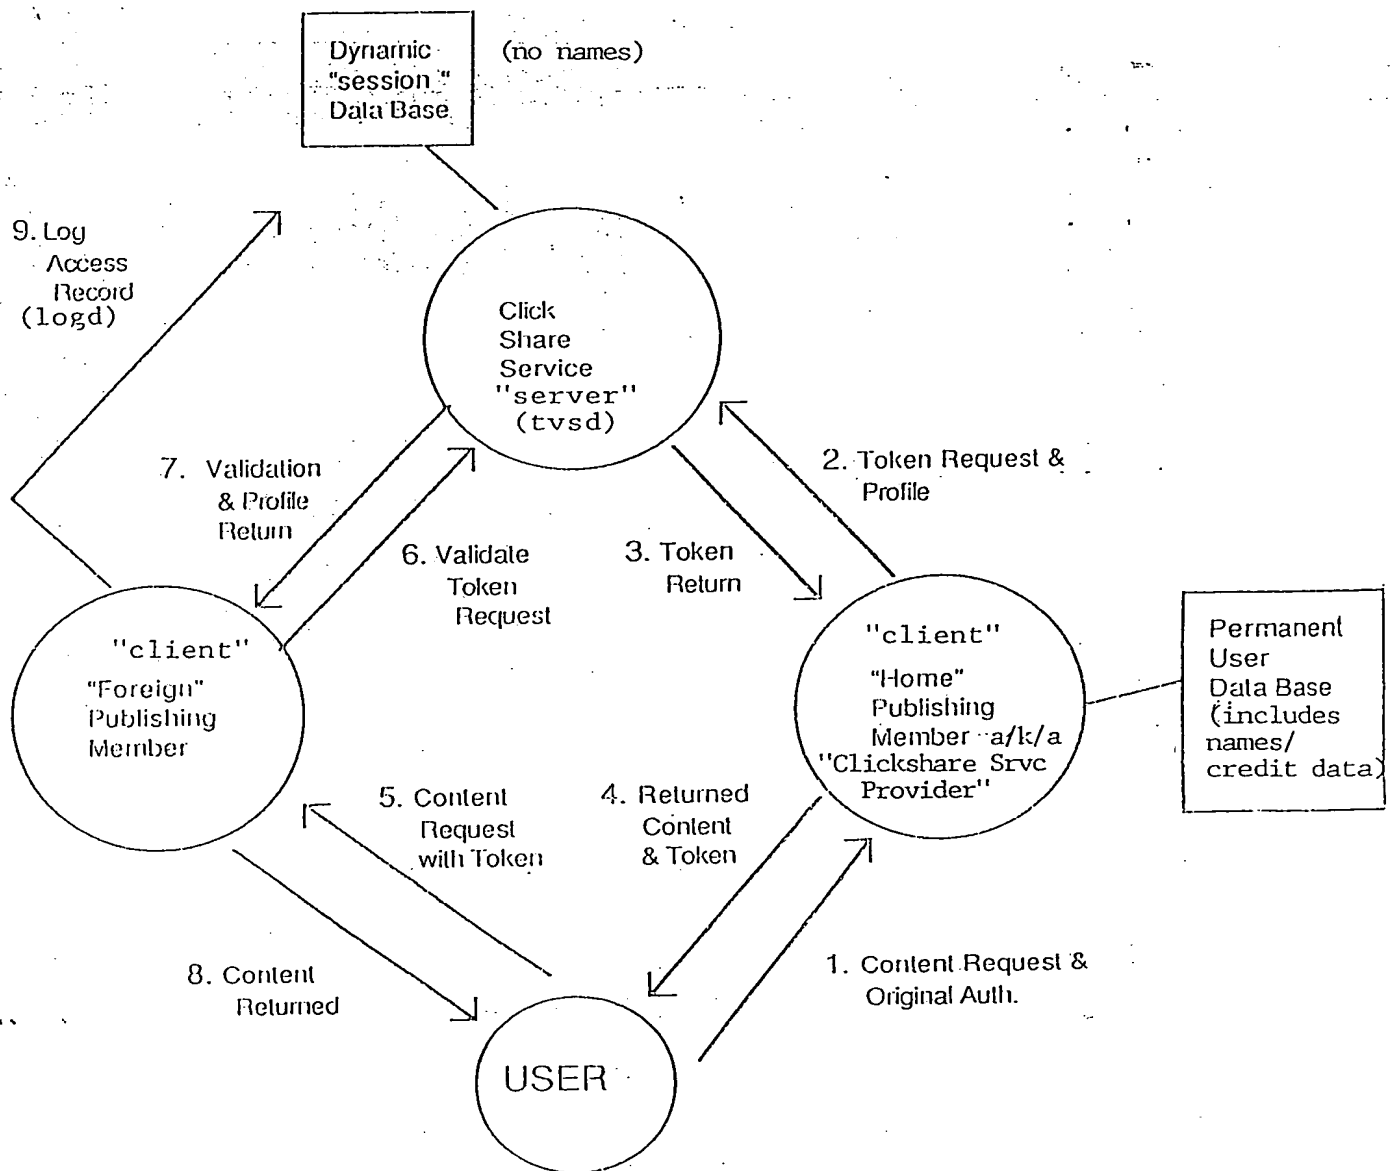 Dynamic
"session "
Data Base
(no names)
9. Log
Access
Record
(logd)
Click
Share
Service
"server"
(tvsd)
7. Validation
& Profile
Return
6. Validate
Token
Request
3. Token
Return
2. Token Request &
Profile
"client"
"Foreign"
Publishing
Member
"client"
"Home"
Publishing
Member a/k/a
"Clickshare Srvc
Provider"
Permanent
User
Data Base
(includes
names/
credit data)
5. Content
Request
with Token
4. Returned
Content
& Token
8. Content
Returned
1. Content Request &
Original Auth.
USER